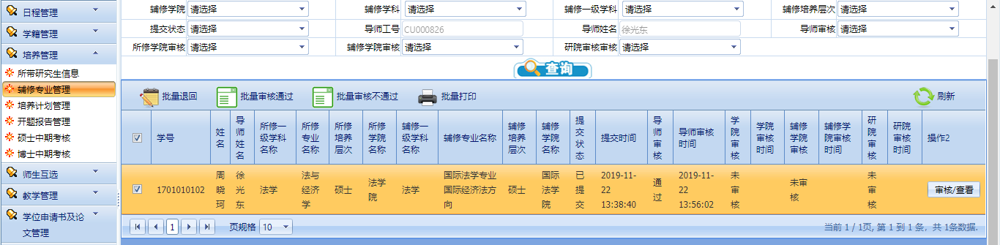 日程管理
学籍管理
培养管理
所带研究生信息
辅修专业管理
培养计划管理
开题报告管理
硕士中期考核
博士中期考核
师生互选
教学管理
学位申请书及论
文管理
辅修学院 请选择 辅修学科 请选择 辅修一级学科 请选择 辅修培养层次 请选择
提交状态 请选择 导师工号 CU000826 导师姓名 徐光东 导师审核 请选择
所修学院审核 请选择 辅修学院审核 请选择 研院审核审核 请选择
查询
批量退回 批量审核通过 批量审核不通过 批量打印 刷新
学号
姓
名
导
师
姓
名
所修一
级学科
名称
所修
专业
名称
所修
培养
层次
所修
学院
名称
辅修一
级学科
名称
辅修专业名称
辅修
培养
层次
辅修
学院
名称
提
交
状
态
提交时间
导
师
审
核
导师审核
时间
学
院
审
核
学院
审核
时间
辅修
学院
审核
辅修学
院审核
时间
研
院
审
核
研院
审核
时间
操作2
1701010102
周
晓
珂
徐
光
东
法学
法与
经济
学
硕士
法学
院
法学
国际法学专业
国际经济法方
向
硕士
国际
法学
院
已
提
交
2019-11-
22
13:38:40
通
过
2019-11-
22
13:56:02
未
审
核
未审
核
未
审
核
审核/查看
1 页规格 10 当前 1 / 1页, 第 1 到 1 条, 共 1条数据.